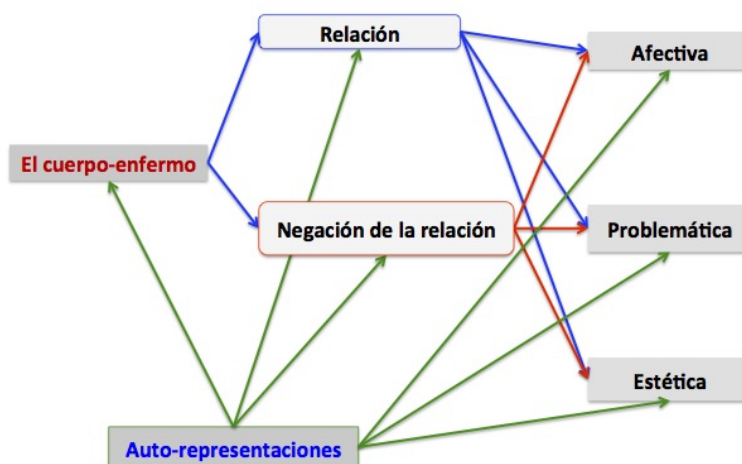 Relación
Afectiva
El cuerpo-enfermo
Negación de la relación
Problemática
Estética
Auto-representaciones